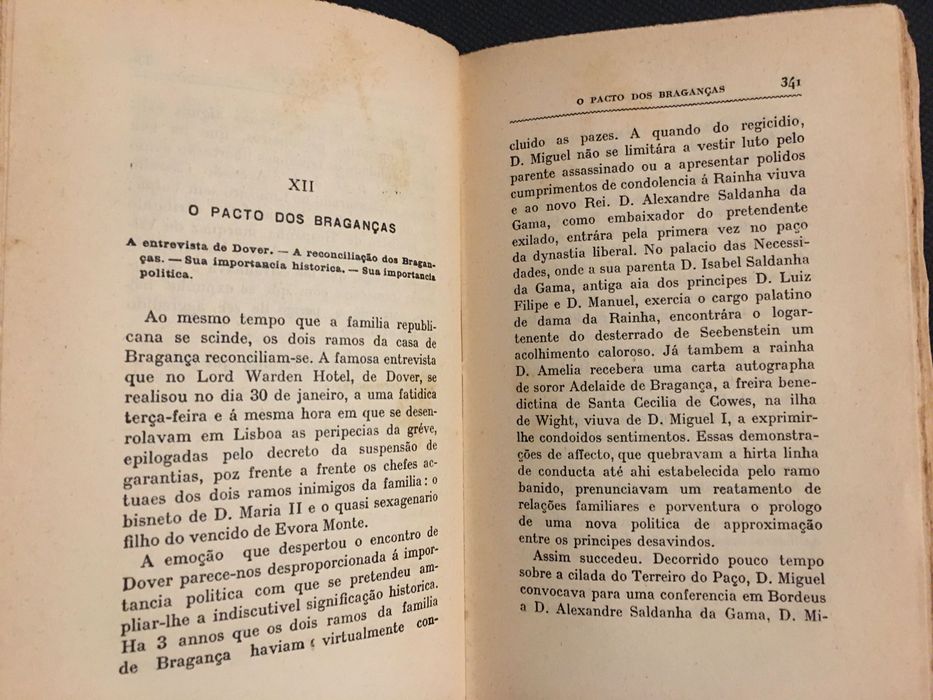 XII
O PACTO DOS BRAGANÇAS
A entrevista de Dover. — A reconciliação dos Bragan-
ças. — Sua importancia historica. — Sua importancia
politica.
Ao mesmo tempo que a familia republi-
cana se scinde, os dois ramos da casa de
Bragança reconciliam-se. A famosa entrevista
que no Lord Warden Hotel, de Dover, se
realisou no dia 30 de janeiro, a uma fatidica
terça-feira e á mesma hora em que se desen-
rolavam em Lisboa as peripecias da gréve,
epilogadas pelo decreto da suspensão de
garantias, poz frente a frente os chefes ac-
tuaes dos dois ramos inimigos da familia: o
bisneto de D. Maria II e o quasi sexagenario
filho do vencido de Evora Monte.
A emoção que despertou o encontro de
Dover parece-nos desproporcionada á impor-
tancia politica com que se pretendeu am-
pliar-lhe a indiscutivel significação historica.
Ha 3 annos que os dois ramos da familia
de Bragança haviam virtualmente con-
O PACTO DOS BRAGANÇAS 341
cluido as pazes. A quando do regicidio,
D. Miguel não se limitára a vestir luto pelo
parente assassinado ou a apresentar polidos
cumprimentos de condolencia á Rainha viuva
e ao novo Rei. D. Alexandre Saldanha da
Gama, como embaixador do pretendente
exilado, entrára pela primeira vez no paço
da dynastia liberal. No palacio das Necessi-
dades, onde a sua parenta D. Isabel Saldanha
da Gama, antiga aia dos principes D. Luiz
Filipe e D. Manuel, exercia o cargo palatino
de dama da Rainha, encontrára o logar-
tenente do desterrado de Seebenstein um
acolhimento caloroso. Já tambem a rainha
D. Amelia recebera uma carta autographa
de soror Adelaide de Bragança, a freira bene-
dictina de Santa Cecilia de Cowes, na ilha
de Wight, viuva de D. Miguel I, a exprimir-
lhe condoidos sentimentos. Essas demonstra-
ções de affecto, que quebravam a hirta linha
de conducta até ahi estabelecida pelo ramo
banido, prenunciavam um reatamento de
relações familiares e porventura o prologo
de uma nova politica de approximação
entre os principes desavindos.
Assim succedeu. Decorrido pouco tempo
sobre a cilada do Terreiro do Paço, D. Miguel
convocava para uma conferencia em Bordeus
a D. Alexandre Saldanha da Gama, D. Mi-